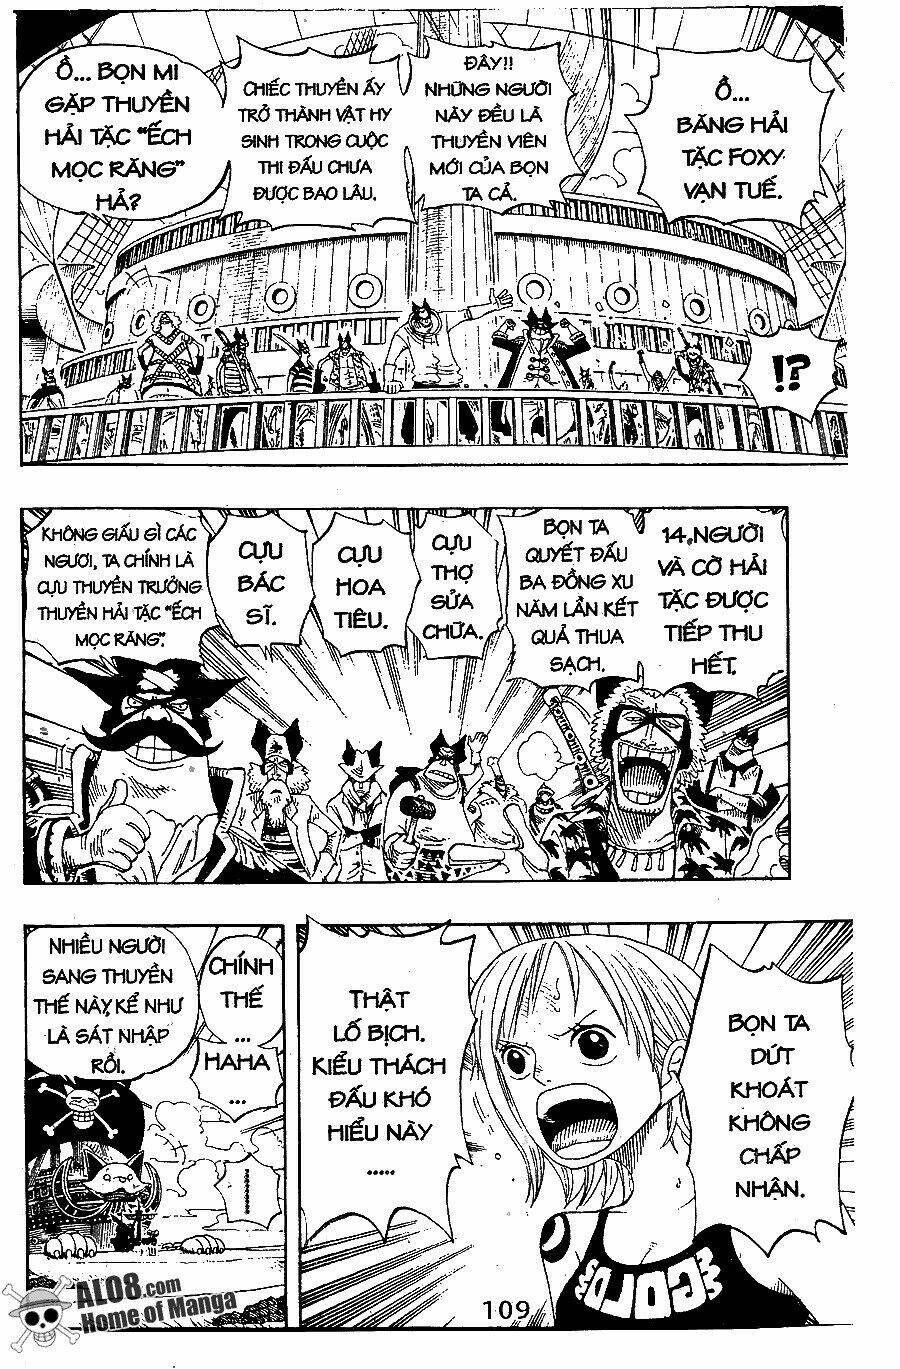 Ồ...
BĂNG HẢI
TẶC FOXY
VẠN TUẾ.
ĐÂY!!
NHỮNG NGƯỜI
NÀY ĐỀU LÀ
THUYỀN VIÊN
MỚI CỦA BỌN
TA CẢ.
CHIẾC THUYỀN ẤY
TRỞ THÀNH VẬT HY
SINH TRONG CUỘC
THI ĐẤU CHƯA
ĐƯỢC BAO LÂU.
Ồ... BỌN MI
GẶP THUYỀN
HẢI TẶC "ẾCH
MỌC RĂNG"
HẢ?
!?
14 NGƯỜI
VÀ CỜ HẢI
TẶC ĐƯỢC
TIẾP THU
HẾT.
BỌN TA
QUYẾT ĐẤU
BA ĐỒNG XU
NĂM LẦN KẾT
QUẢ THUA
SẠCH.
CỰU
THỢ
SỬA
CHỮA.
CỰU
HOA
TIÊU.
CỰU
BÁC
SĨ.
KHÔNG GIẤU GÌ CÁC
NGƯƠI, TA CHÍNH LÀ
CỰU THUYỀN TRƯỞNG
THUYỀN HẢI TẶC "ẾCH
MỌC RĂNG".
BỌN TA
DỨT
KHOÁT
KHÔNG
CHẤP
NHẬN.
THẬT
LỐ BỊCH.
KIỂU THÁCH
ĐẤU KHÓ
HIỂU NÀY
.....
GOLD
CHÍNH
THẾ
...
HAHA
...
NHIỀU NGƯỜI
SANG THUYỀN
THẾ NÀY, KỂ NHƯ
LÀ SÁT NHẬP
RỒI.
..........
109
ALO8.com
Home of Manga